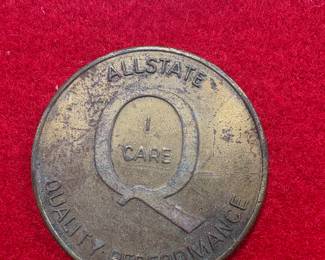 ALLSTATE
Q
I
CARE
QUALITY-PERFORMANCE